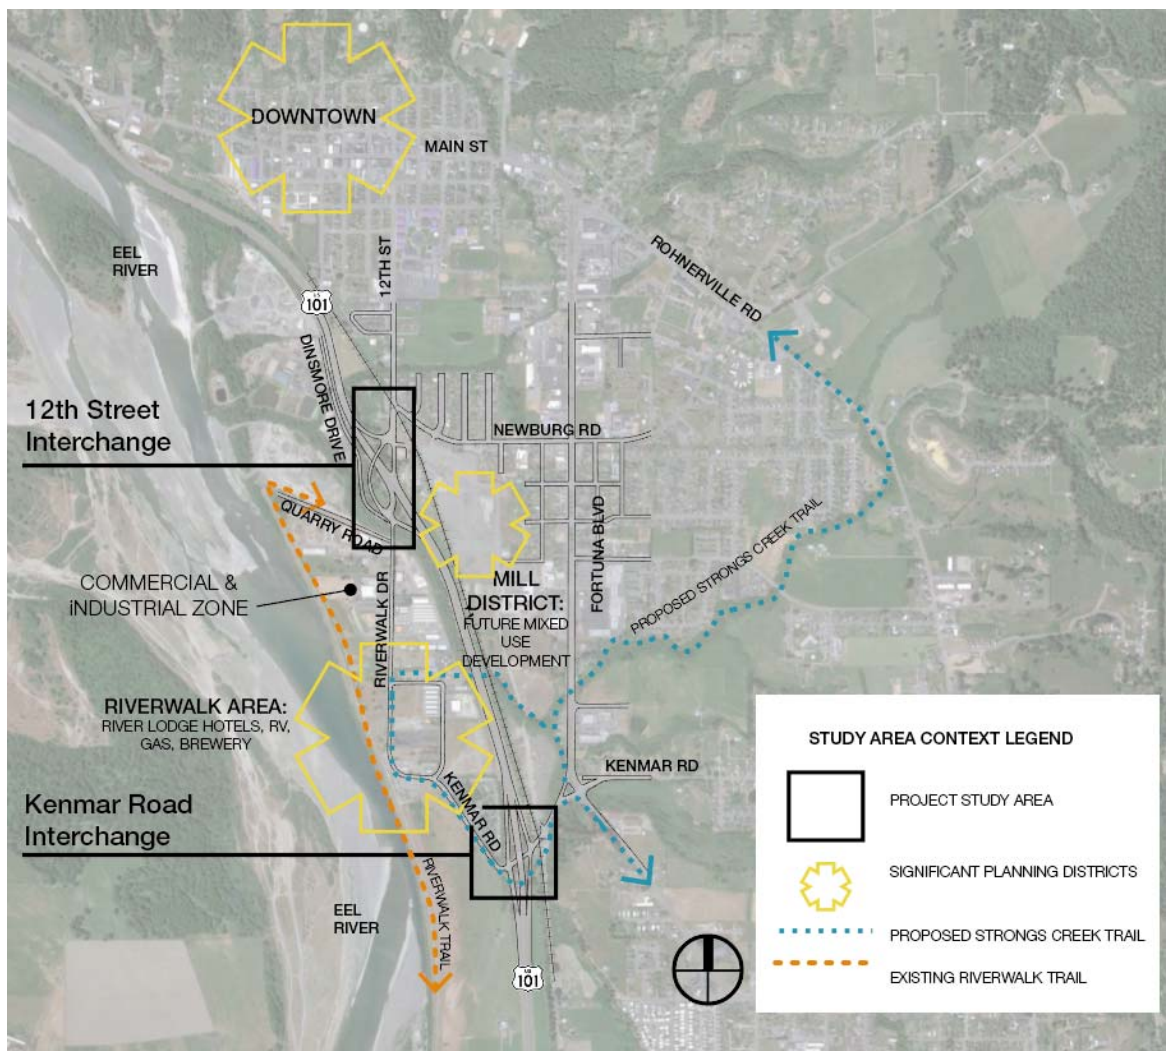 DOWNTOWN
MAIN ST
EEL
RIVER
12TH ST
ROHNERVILLE RD
US
101
DINSMORE DRIVE
12th Street
Interchange
NEWBURG RD
QUARRY ROAD
FORTUNA BLVD
PROPOSED STRONGS CREEK TRAIL
COMMERCIAL &
iNDUSTRIAL ZONE
MILL
DISTRICT:
FUTURE MIXED
USE
DEVELOPMENT
RIVERWALK DR
RIVERWALK AREA:
RIVER LODGE HOTELS, RV,
GAS, BREWERY
KENMAR RD
KENMAR RD
Kenmar Road
Interchange
RIVERWALK TRAIL
EEL
RIVER
US
101
STUDY AREA CONTEXT LEGEND
PROJECT STUDY AREA
SIGNIFICANT PLANNING DISTRICTS
PROPOSED STRONGS CREEK TRAIL
EXISTING RIVERWALK TRAIL